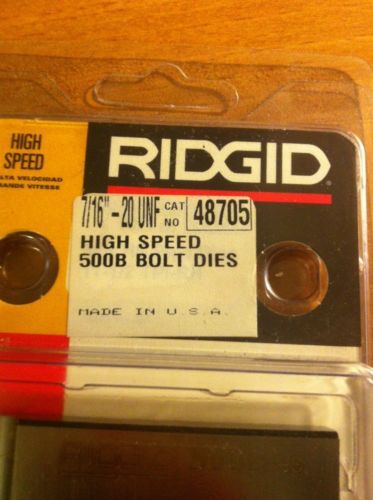 HIGH
SPEED
ALTA VELOCIDAD
GRANDE VITESSE
RIDGID
7/16" - 20 UNF CAT NO 48705
HIGH SPEED
500B BOLT DIES
MADE IN U.S.A.
®